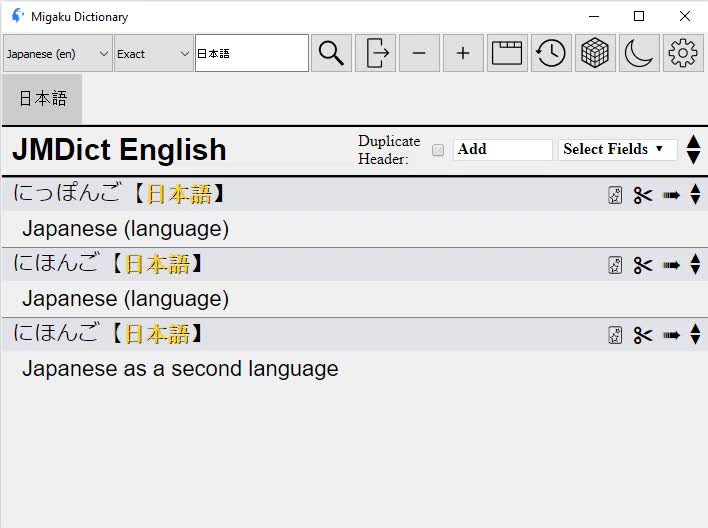 Migaku Dictionary
Japanese (en) Exact 日本語
日本語
JMDict English Duplicate Header: Add Select Fields ▼
にっぽんご【日本語】
Japanese (language)
にほんご【日本語】
Japanese (language)
にほんご【日本語】
Japanese as a second language